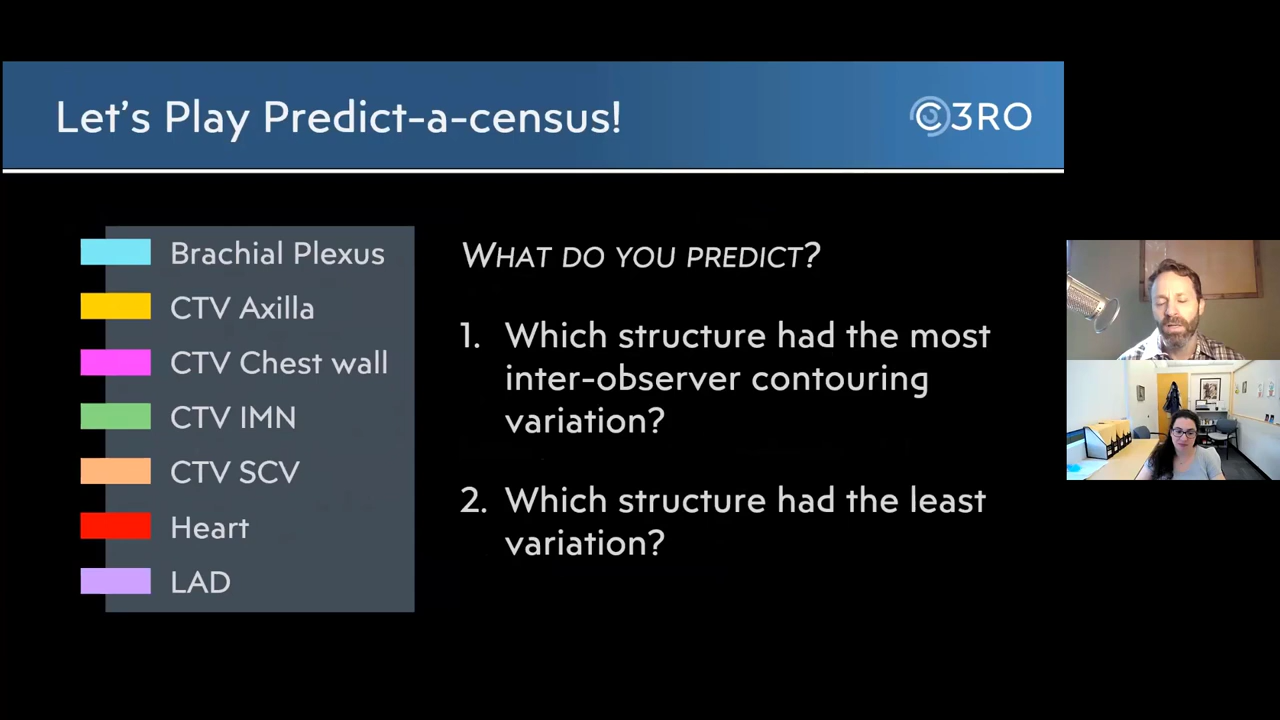 Let's Play Predict-a-census!
C3RO
Brachial Plexus
CTV Axilla
CTV Chest wall
CTV IMN
CTV SCV
Heart
LAD
WHAT DO YOU PREDICT?
1. Which structure had the most
inter-observer contouring
variation?
2. Which structure had the least
variation?